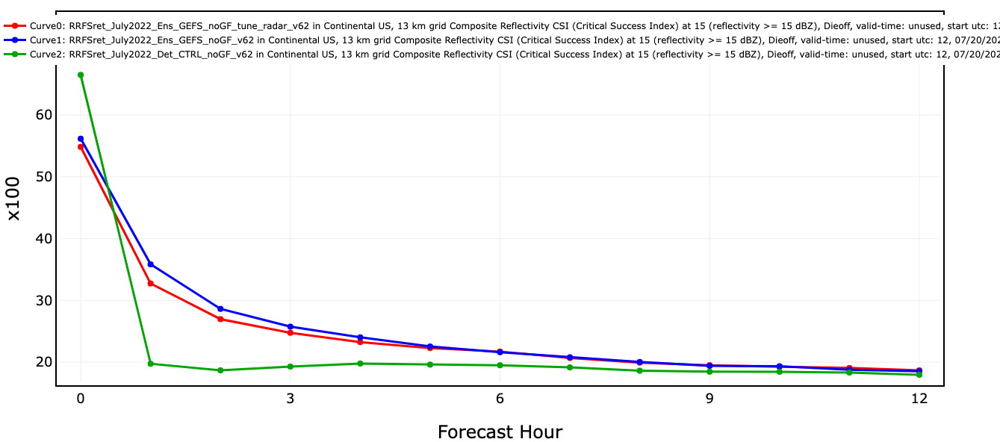 Curve0: RRFSret_July2022_Ens_GEFS_noGF_tune_radar_v62 in Continental US, 13 km grid Composite Reflectivity CSI (Critical Success Index) at 15 (reflectivity >= 15 dBZ), Dieoff, valid-time: unused, start utc: 12
Curve1: RRFSret_July2022_Ens_GEFS_noGF_v62 in Continental US, 13 km grid Composite Reflectivity CSI (Critical Success Index) at 15 (reflectivity >= 15 dBZ), Dieoff, valid-time: unused, start utc: 12, 07/20/202
Curve2: RRFSret_July2022_Det_CTRL_noGF_v62 in Continental US, 13 km grid Composite Reflectivity CSI (Critical Success Index) at 15 (reflectivity >= 15 dBZ), Dieoff, valid-time: unused, start utc: 12, 07/20/202
60
50
x100
40
30
20
0 3 6 9 12
Forecast Hour